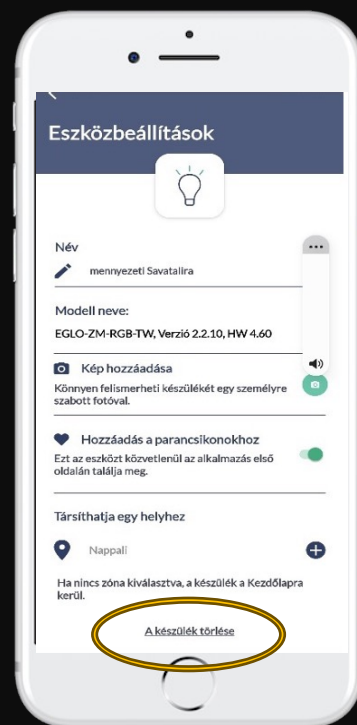 Eszközbeállítások
Név
mennyezeti Savatalira
Modell neve:
EGLO-ZM-RGB-TW, Verzió 2.2.10, HW 4.60
Kép hozzáadása
Könnyen felismerheti készülékét egy személyre
szabott fotóval.
Hozzáadás a parancsikonokhoz
Ezt az eszközt közvetlenül az alkalmazás első
oldalán találja meg.
Társíthatja egy helyhez
Nappali
Ha nincs zóna kiválasztva, a készülék a Kezdőlapra
kerül.
A készülék törlése